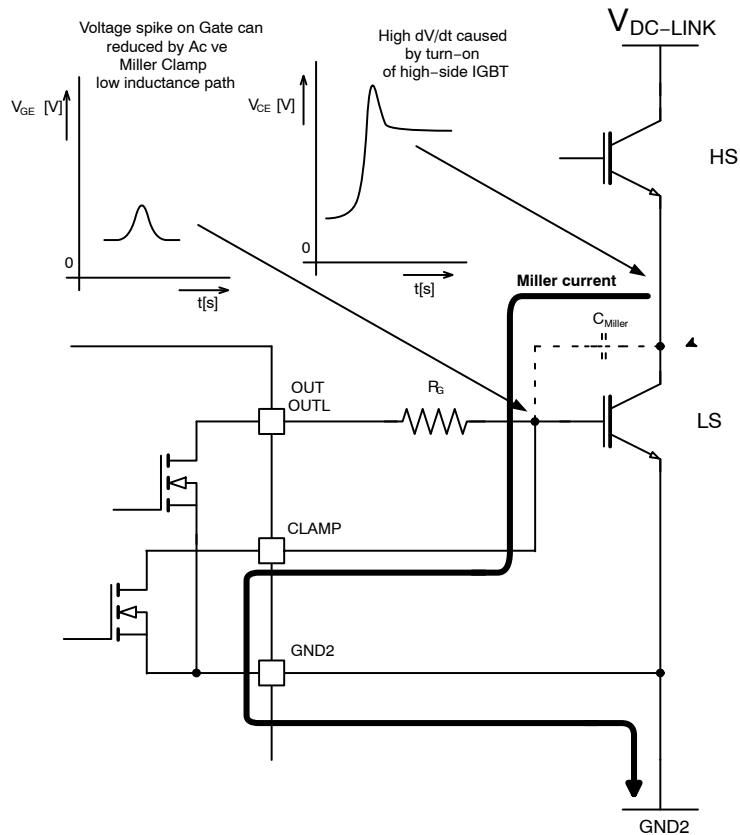 Voltage spike on Gate can
reduced by Ac ve
Miller Clamp
low inductance path
High dV/dt caused
by turn−on
of high−side IGBT
VDC−LINK
VGE [V]
VCE [V]
HS
0
0
t[s]
t[s]
Miller current
CMiller
OUT
OUTL
RG
LS
CLAMP
GND2
GND2